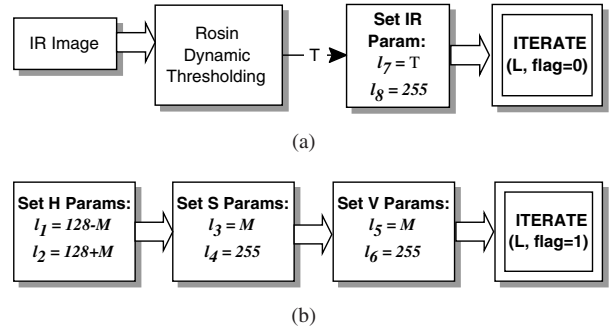 IR Image
Rosin
Dynamic
Thresholding
T
Set IR
Param:
l7 = T
l8 = 255
ITERATE
(L, flag=0)
(a)
Set H Params:
l1 = 128-M
l2 = 128+M
Set S Params:
l3 = M
l4 = 255
Set V Params:
l5 = M
l6 = 255
ITERATE
(L, flag=1)
(b)